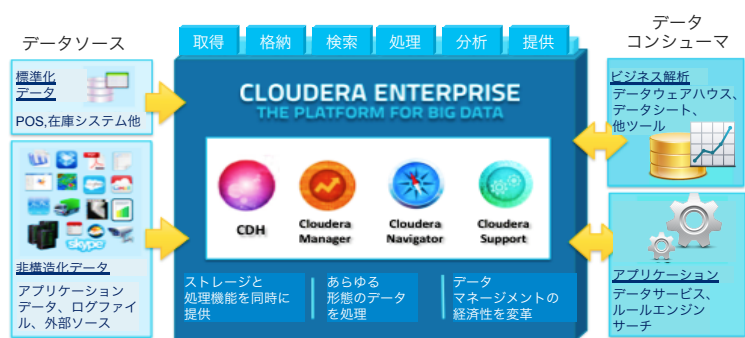 データソース
標準化
データ
POS,在庫システム他
skype
非構造化データ
アプリケーション
データ、ログファイ
ル、外部ソース
取得
格納
検索
処理
分析
提供
CLOUDERA ENTERPRISE
THE PLATFORM FOR BIG DATA
CDH
Cloudera
Manager
Cloudera
Navigator
Cloudera
Support
ストレージと
処理機能を同時に
提供
あらゆる
形態のデータ
を処理
データ
マネージメントの
経済性を変革
データ
コンシューマ
ビジネス解析
データウェアハウス、
データシート、
他ツール
アプリケーション
データサービス、
ルールエンジン
サーチ